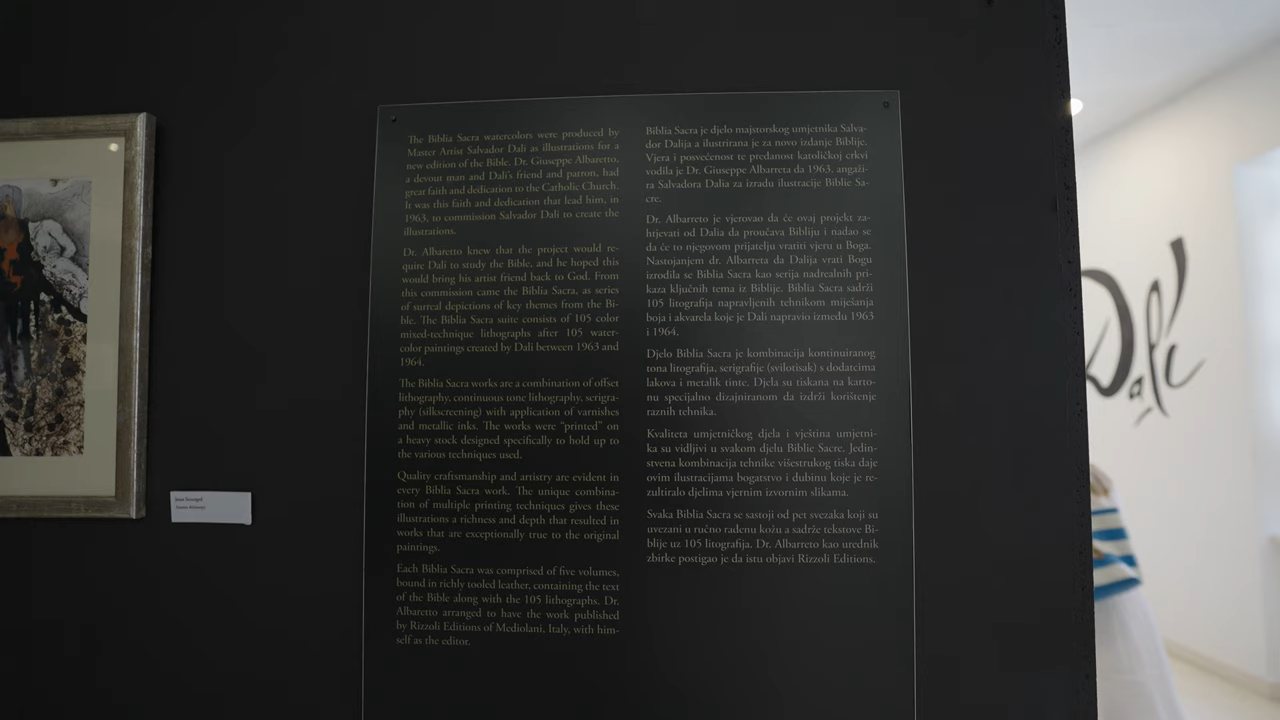 The Biblia Sacra watercolors were produced by
Master Artist Salvador Dali as illustrations for a
new edition of the Bible. Dr. Giuseppe Albaretto,
a devout man and Dali's friend and patron, had
great faith and dedication to the Catholic Church.
It was this faith and dedication that lead him, in
1963, to commission Salvador Dali to create the
illustrations.
Dr. Albaretto knew that the project would re-
quire Dali to study the Bible, and he hoped this
would bring his artist friend back to God. From
this commission came the Biblia Sacra, as series
of surreal depictions of key themes from the Bi-
ble. The Biblia Sacra suite consists of 105 color
mixed-technique lithographs after 105 water-
color paintings created by Dali between 1963 and
1964.
The Biblia Sacra works are a combination of offset
lithography, continuous tone lithography, serigra-
phy (silkscreening) with application of varnishes
and metallic inks. The works were "printed" on
a heavy stock designed specifically to hold up to
the various techniques used.
Quality craftsmanship and artistry are evident in
every Biblia Sacra work. The unique combina-
tion of multiple printing techniques gives these
illustrations a richness and depth that resulted in
works that are exceptionally true to the original
paintings.
Each Biblia Sacra was comprised of five volumes,
bound in richly tooled leather, containing the text
of the Bible along with the 105 lithographs. Dr.
Albaretto arranged to have the work published
by Rizzoli Editions of Mediolani, Italy, with him-
self as the editor.
Biblia Sacra je djelo majstorskog umjetnika Salva-
dor Dalija a ilustrirana je za novo izdanje Biblije.
Vjera i posvećenost te predanost katoličkoj crkvi
vodila je Dr. Giuseppe Albarreta da 1963. angaži-
ra Salvadora Dalia za izradu ilustracije Biblie Sa-
cre.
Dr. Albarreto je vjerovao da će ovaj projekt za-
htjevati od Dalia da proučava Bibliju i nadao se
da će to njegovom prijatelju vratiti vjeru u Boga.
Nastojanjem dr. Albarreta da Dalija vrati Bogu
izrodila se Biblia Sacra kao serija nadrealnih pri-
kaza ključnih tema iz Biblije. Biblia Sacra sadrži
105 litografija napravljenih tehnikom miješanja
boja i akvarela koje je Dali napravio između 1963
i 1964.
Djelo Biblia Sacra je kombinacija kontinuiranog
tona litografija, serigrafije (svilotisak) s dodatcima
lakova i metalik tinte. Djela su tiskana na karto-
nu specijalno dizajniranom da izdrži korištenje
raznih tehnika.
Kvaliteta umjetničkog djela i vještina umjetni-
ka su vidljivi u svakom djelu Biblie Sacre. Jedin-
stvena kombinacija tehnike višestrukog tiska daje
ovim ilustracijama bogatstvo i dubinu koje je re-
zultiralo djelima vjernim izvornim slikama.
Svaka Biblia Sacra se sastoji od pet svezaka koji su
uvezani u ručno rađenu kožu a sadrže tekstove Bi-
blije uz 105 litografija. Dr. Albarreto kao urednik
zbirke postigao je da istu objavi Rizzoli Editions.
Dalí